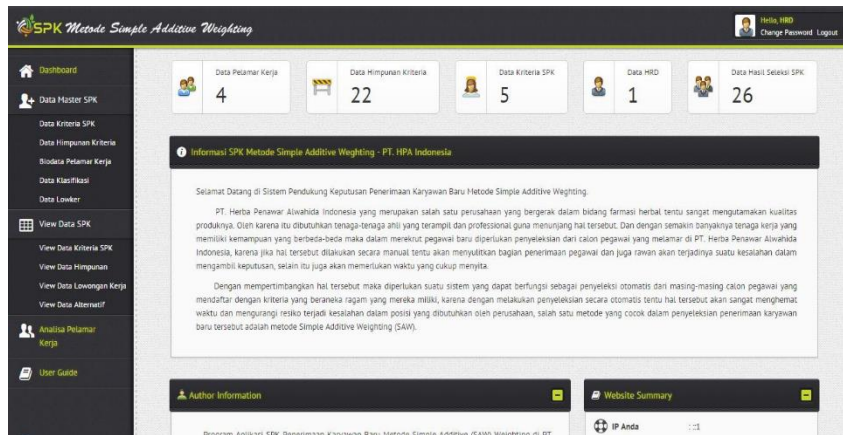 SPK Metode Simple Additive Weighting
Hello, HRD
Change Password Logout
Dashboard
Data Master SPK
Data Kriteria SPK
Data Himpunan Kriteria
Biodata Pelamar Kerja
Data Klasifikasi
Data Lowker
View Data SPK
View Data Kriteria SPK
View Data Himpunan
View Data Lowongan Kerja
View Data Alternatif
Analisa Pelamar
Kerja
User Guide
Data Pelamar Kerja
4
Data Himpunan Kriteria
22
Data Kriteria SPK
5
Data HRD
1
Data Hasil Seleksi SPK
26
Informasi SPK Metode Simple Additive Weghting - PT. HPA Indonesia
Selamat Datang di Sistem Pendukung Keputusan Penerimaan Karyawan Baru Metode Simple Additive Weghting.
PT. Herba Penawar Alwahida Indonesia yang merupakan salah satu perusahaan yang bergerak dalam bidang farmasi herbal tentu sangat mengutamakan kualitas
produknya. Oleh karena itu dibutuhkan tenaga-tenaga ahli yang terampil dan professional guna menunjang hal tersebut. Dan dengan semakin banyaknya tenaga kerja yang
memiliki kemampuan yang berbeda-beda maka dalam merekrut pegawai baru diperlukan penyeleksian dari calon pegawai yang melamar di PT. Herba Penawar Alwahida
Indonesia, karena jika hal tersebut dilakukan secara manual tentu akan menyulitkan bagian penerimaan pegawai dan juga rawan akan terjadinya suatu kesalahan dalam
mengambil keputusan, selain itu juga akan memerlukan waktu yang cukup menyita.
Dengan mempertimbangkan hal tersebut maka diperlukan suatu sistem yang dapat berfungsi sebagai penyeleksi otomatis dari masing-masing calon pegawai yang
mendaftar dengan kriteria yang beraneka ragam yang mereka miliki, karena dengan melakukan penyeleksian secara otomatis tentu hal tersebut akan sangat menghemat
waktu dan mengurangi resiko terjadi kesalahan dalam posisi yang dibutuhkan oleh perusahaan, salah satu metode yang cocok dalam penyeleksian penerimaan karyawan
baru tersebut adalah metode Simple Additive Weighting (SAW).
Author Information
Website Summary
Program Aplikasi SPK Penerimaan Karyawan Baru Metode Simple Additive (SAW) Weighting di PT.
IP Anda : ::1